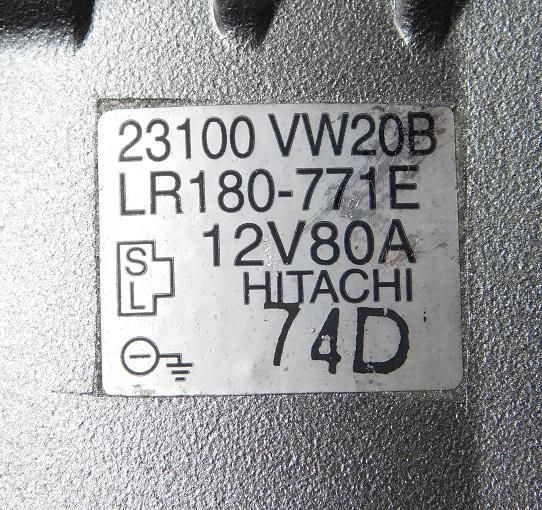 23100 VW20B
LR180-771E
12V80A
S
L
HITACHI
74D